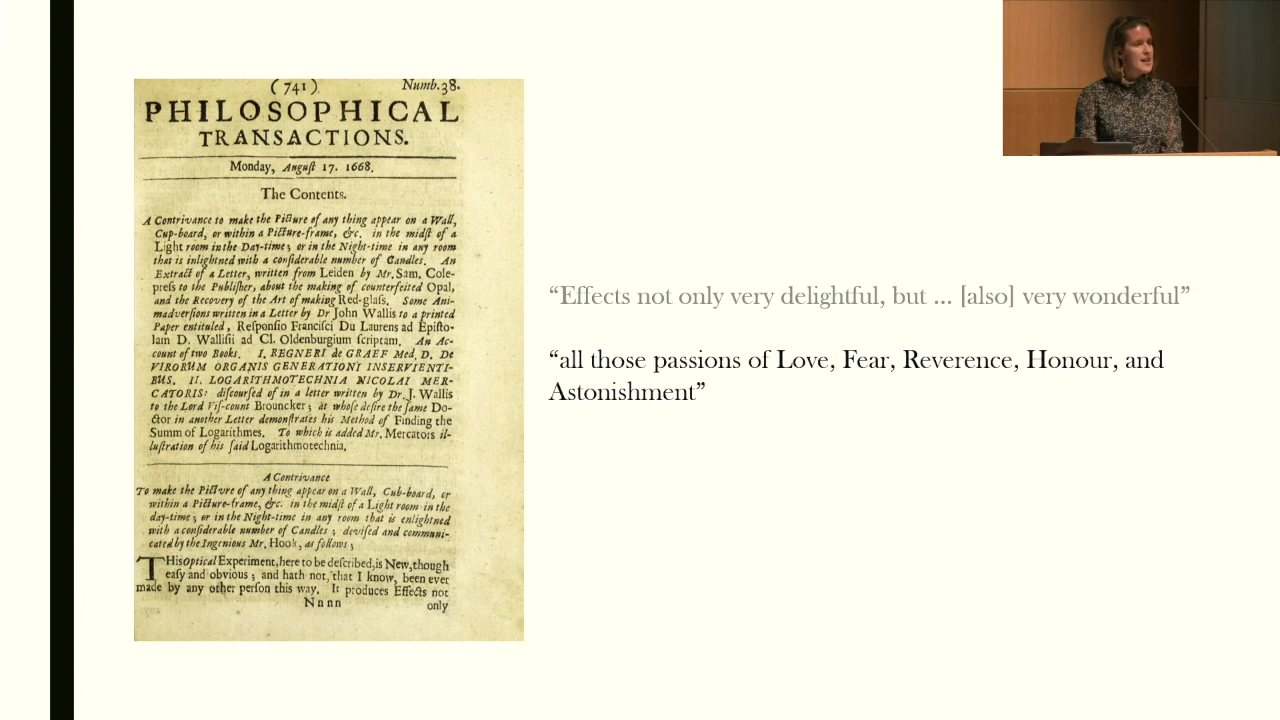 (741)
Numb.38.
PHILOSOPHICAL
TRANSACTIONS.
Monday, Auguſt 17. 1668.
The Contents.
A Contrivance to make the Picture of any thing appear on a Wall,
Cup-board, or within a Picture-frame, &c. in the midſt of a
Light room in the Day-time; or in the Night-time in any room
that is inlightned with a conſiderable number of Candles. An
Extract of a Letter, written from Leiden by Mr. Sam. Cole-
preſs to the Publiſher, about the making of counterfeited Opal,
and the Recovery of the Art of making Red-glaſs. Some Ani-
madverſions written in a Letter by Dr John Wallis to a printed
Paper entituled, Reſponſio Franciſci Du Laurens ad Epiſto-
lam D. Walliſii ad Cl. Oldenburgium ſcriptam. An Ac-
count of two Books. I. REGNERI de GRAEF Med. D. De
VIRORUM ORGANIS GENERATIONI INSERVIENTI-
BUS. II. LOGARITHMOTECHNIA NICOLAI MER-
CATORIS: diſcourſed of in a letter written by Dr. J. Wallis
to the Lord Viſ-count Brouncker; at whoſe deſire the ſame Do-
ctor in another Letter demonſtrates his Method of Finding the
Summ of Logarithmes. To which is added Mr. Mercators il-
luſtration of his ſaid Logarithmotechnia.
A Contrivance
To make the Picture of any thing appear on a Wall, Cub-board, or
within a Picture-frame, &c. in the midſt of a Light room in the
day-time; or in the Night-time in any room that is enlightned
with a conſiderable number of Candles; deviſed and communi-
cated by the Ingenious Mr. Hook, as follows;
THis Optical Experiment, here to be deſcribed, is New, though
eaſy and obvious; and hath not, that I know, been ever
made by any other perſon this way. It produces Effects not
Nnnn
only
“Effects not only very delightful, but ... [also] very wonderful”
“all those passions of Love, Fear, Reverence, Honour, and
Astonishment”